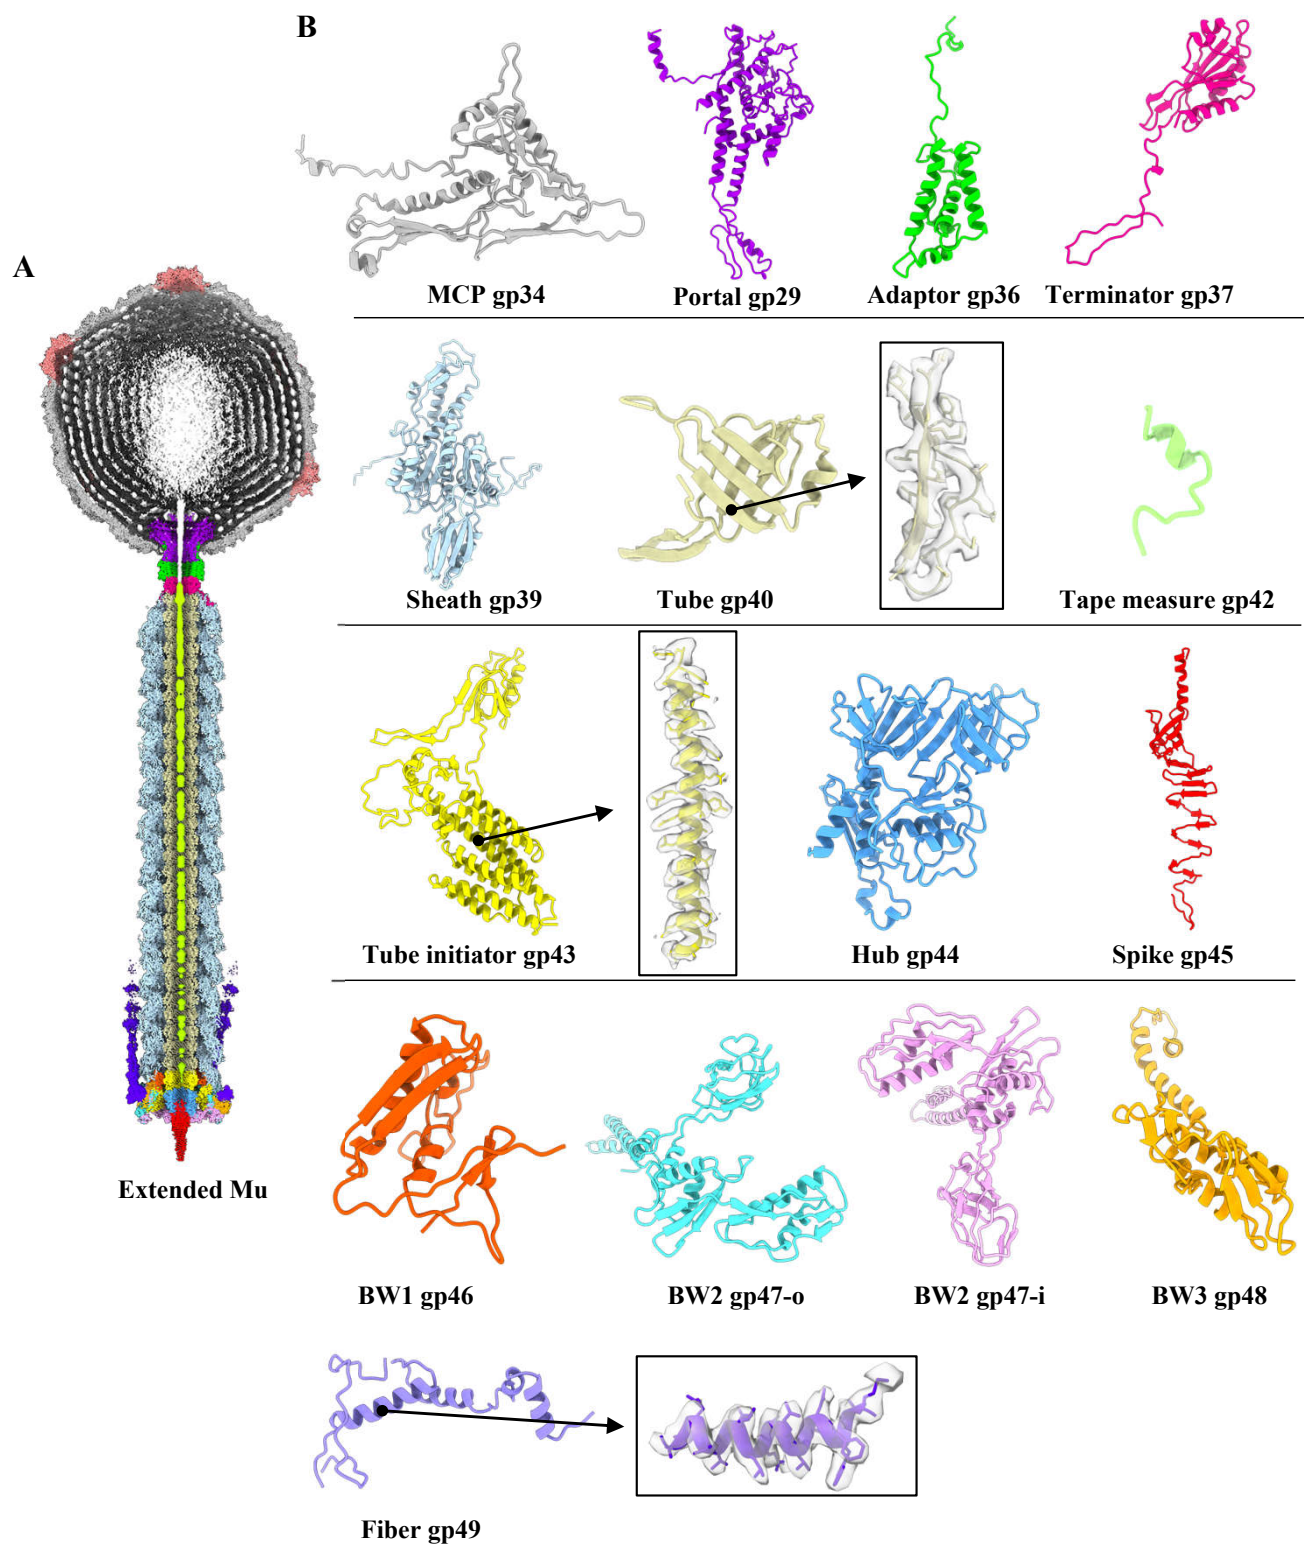 B
MCP gp34
Portal gp29
Adaptor gp36
Terminator gp37
A
Sheath gp39
Tube gp40
Tape measure gp42
Tube initiator gp43
Hub gp44
Spike gp45
Extended Mu
BW1 gp46
BW2 gp47-o
BW2 gp47-i
BW3 gp48
Fiber gp49